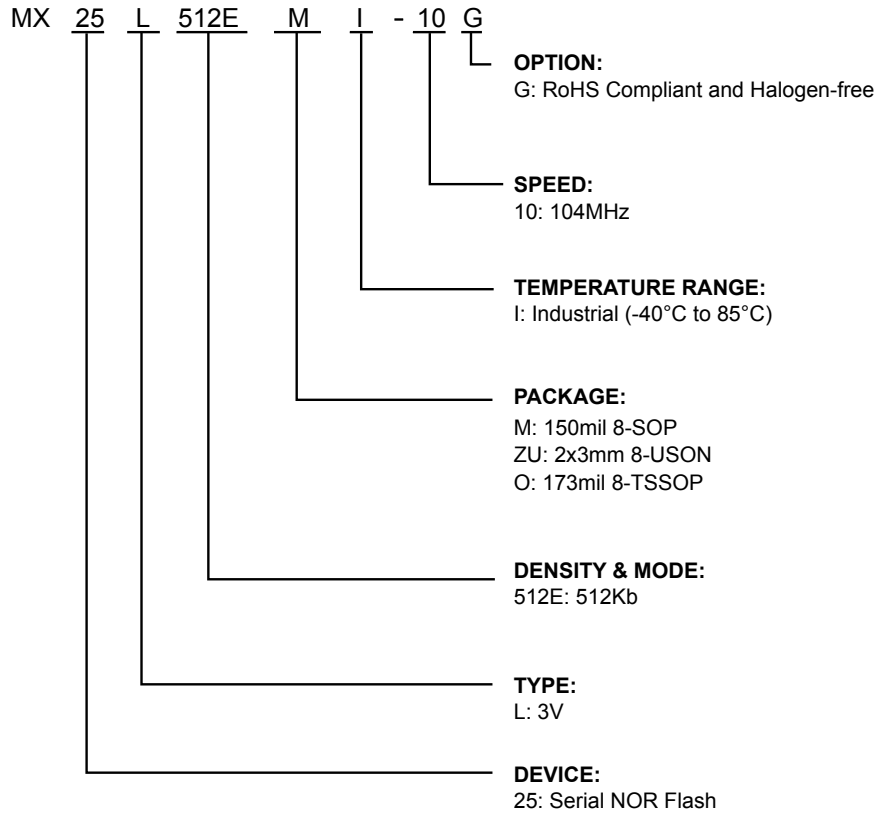 MX 25 L 512E M I - 10 G
OPTION:
G: RoHS Compliant and Halogen-free
SPEED:
10: 104MHz
TEMPERATURE RANGE:
I: Industrial (-40°C to 85°C)
PACKAGE:
M: 150mil 8-SOP
ZU: 2x3mm 8-USON
O: 173mil 8-TSSOP
DENSITY & MODE:
512E: 512Kb
TYPE:
L: 3V
DEVICE:
25: Serial NOR Flash